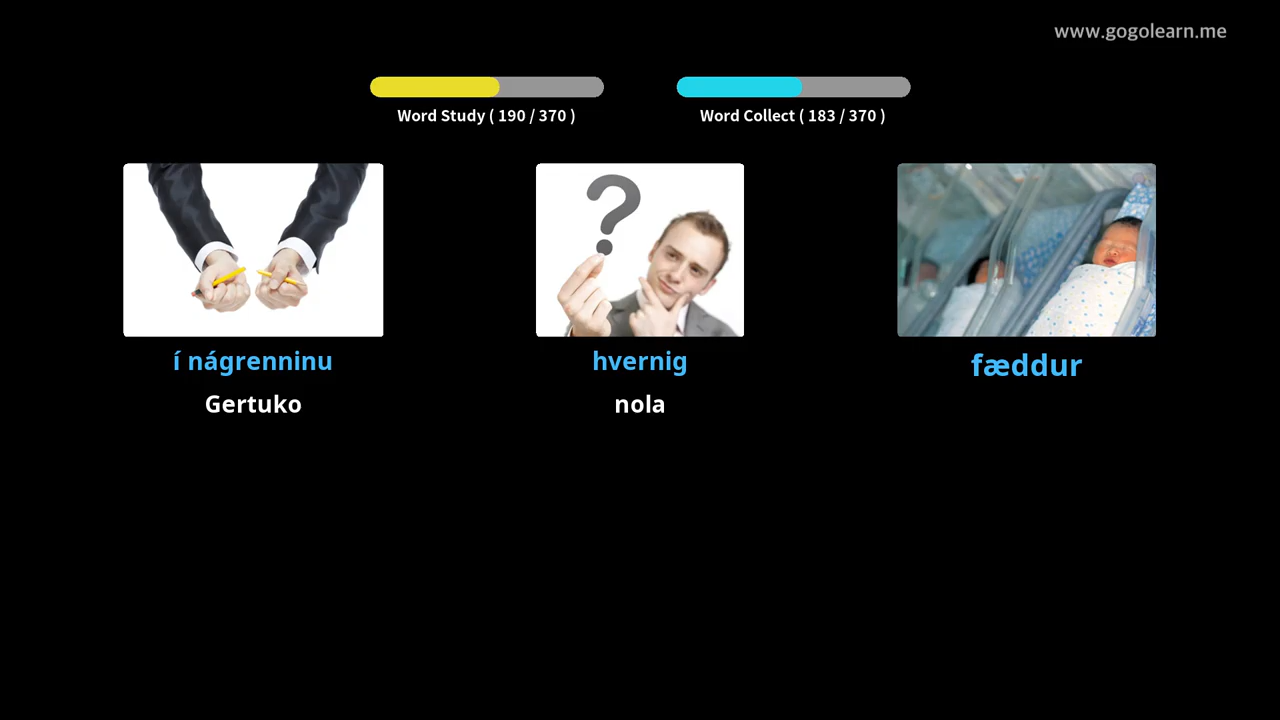 www.gogolearn.me
Word Study ( 190 / 370 )
Word Collect ( 183 / 370 )
í nágrenninu
hvernig
fæddur
Gertuko
nola